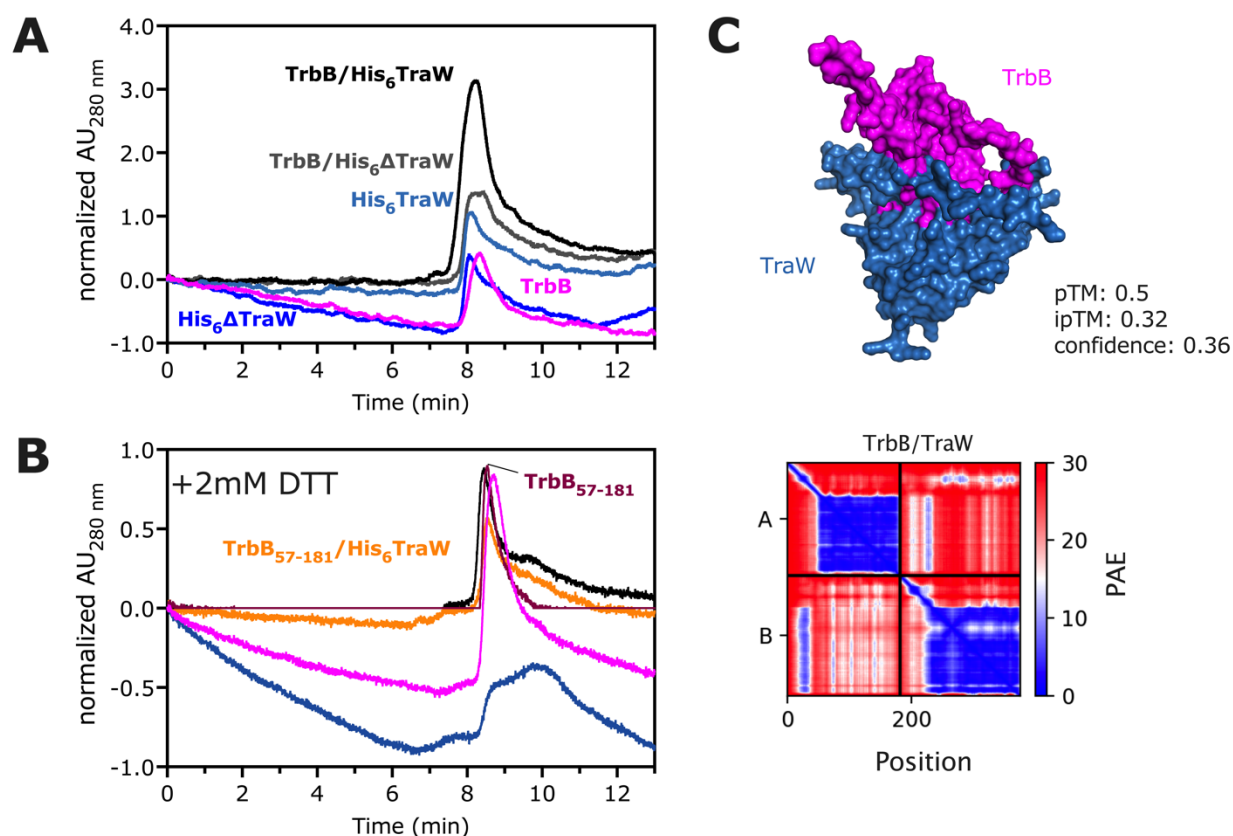 A
normalized AU280 nm
4.0
3.0
2.0
1.0
0.0
-1.0
TrbB/His6TraW
TrbB/His6ΔTraW
His6TraW
TrbB
His6ΔTraW
0 2 4 6 8 10 12
Time (min)
B
+2mM DTT
normalized AU280 nm
1.0
0.5
0.0
-0.5
-1.0
TrbB57-181
TrbB57-181/His6TraW
0 2 4 6 8 10 12
Time (min)
C
TrbB
TraW
pTM: 0.5
ipTM: 0.32
confidence: 0.36
TrbB/TraW
A
B
0 200
Position
30
20
10
0
PAE